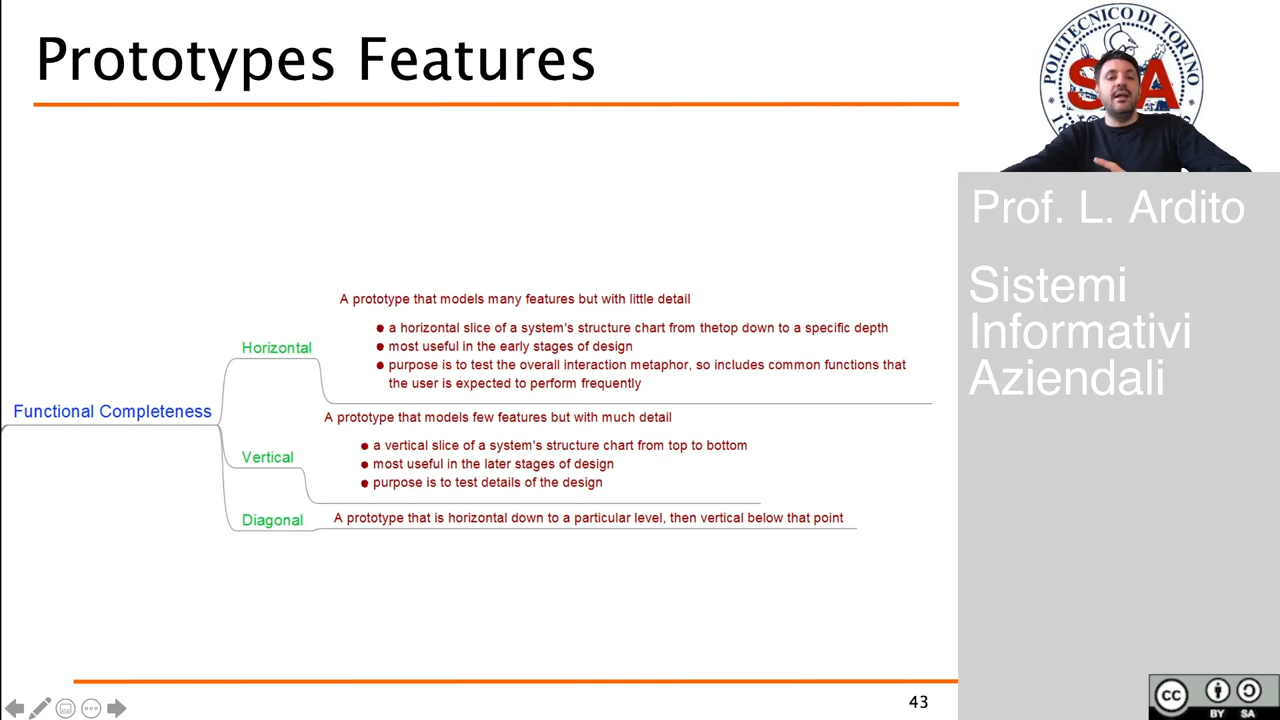 Prototypes Features
POLITECNICO DI TORINO
Prof. L. Ardito
Sistemi
Informativi
Aziendali
Functional Completeness
Horizontal
A prototype that models many features but with little detail
● a horizontal slice of a system's structure chart from thetop down to a specific depth
● most useful in the early stages of design
● purpose is to test the overall interaction metaphor, so includes common functions that
the user is expected to perform frequently
Vertical
A prototype that models few features but with much detail
● a vertical slice of a system's structure chart from top to bottom
● most useful in the later stages of design
● purpose is to test details of the design
Diagonal
A prototype that is horizontal down to a particular level, then vertical below that point
43
cc BY SA